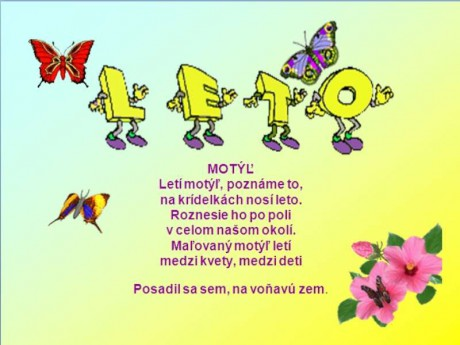 LETO
MOTÝĽ
Letí motýľ, poznáme to,
na krídelkách nosí leto.
Roznesie ho po poli
v celom našom okolí.
Maľovaný motýľ letí
medzi kvety, medzi deti
Posadil sa sem, na voňavú zem.